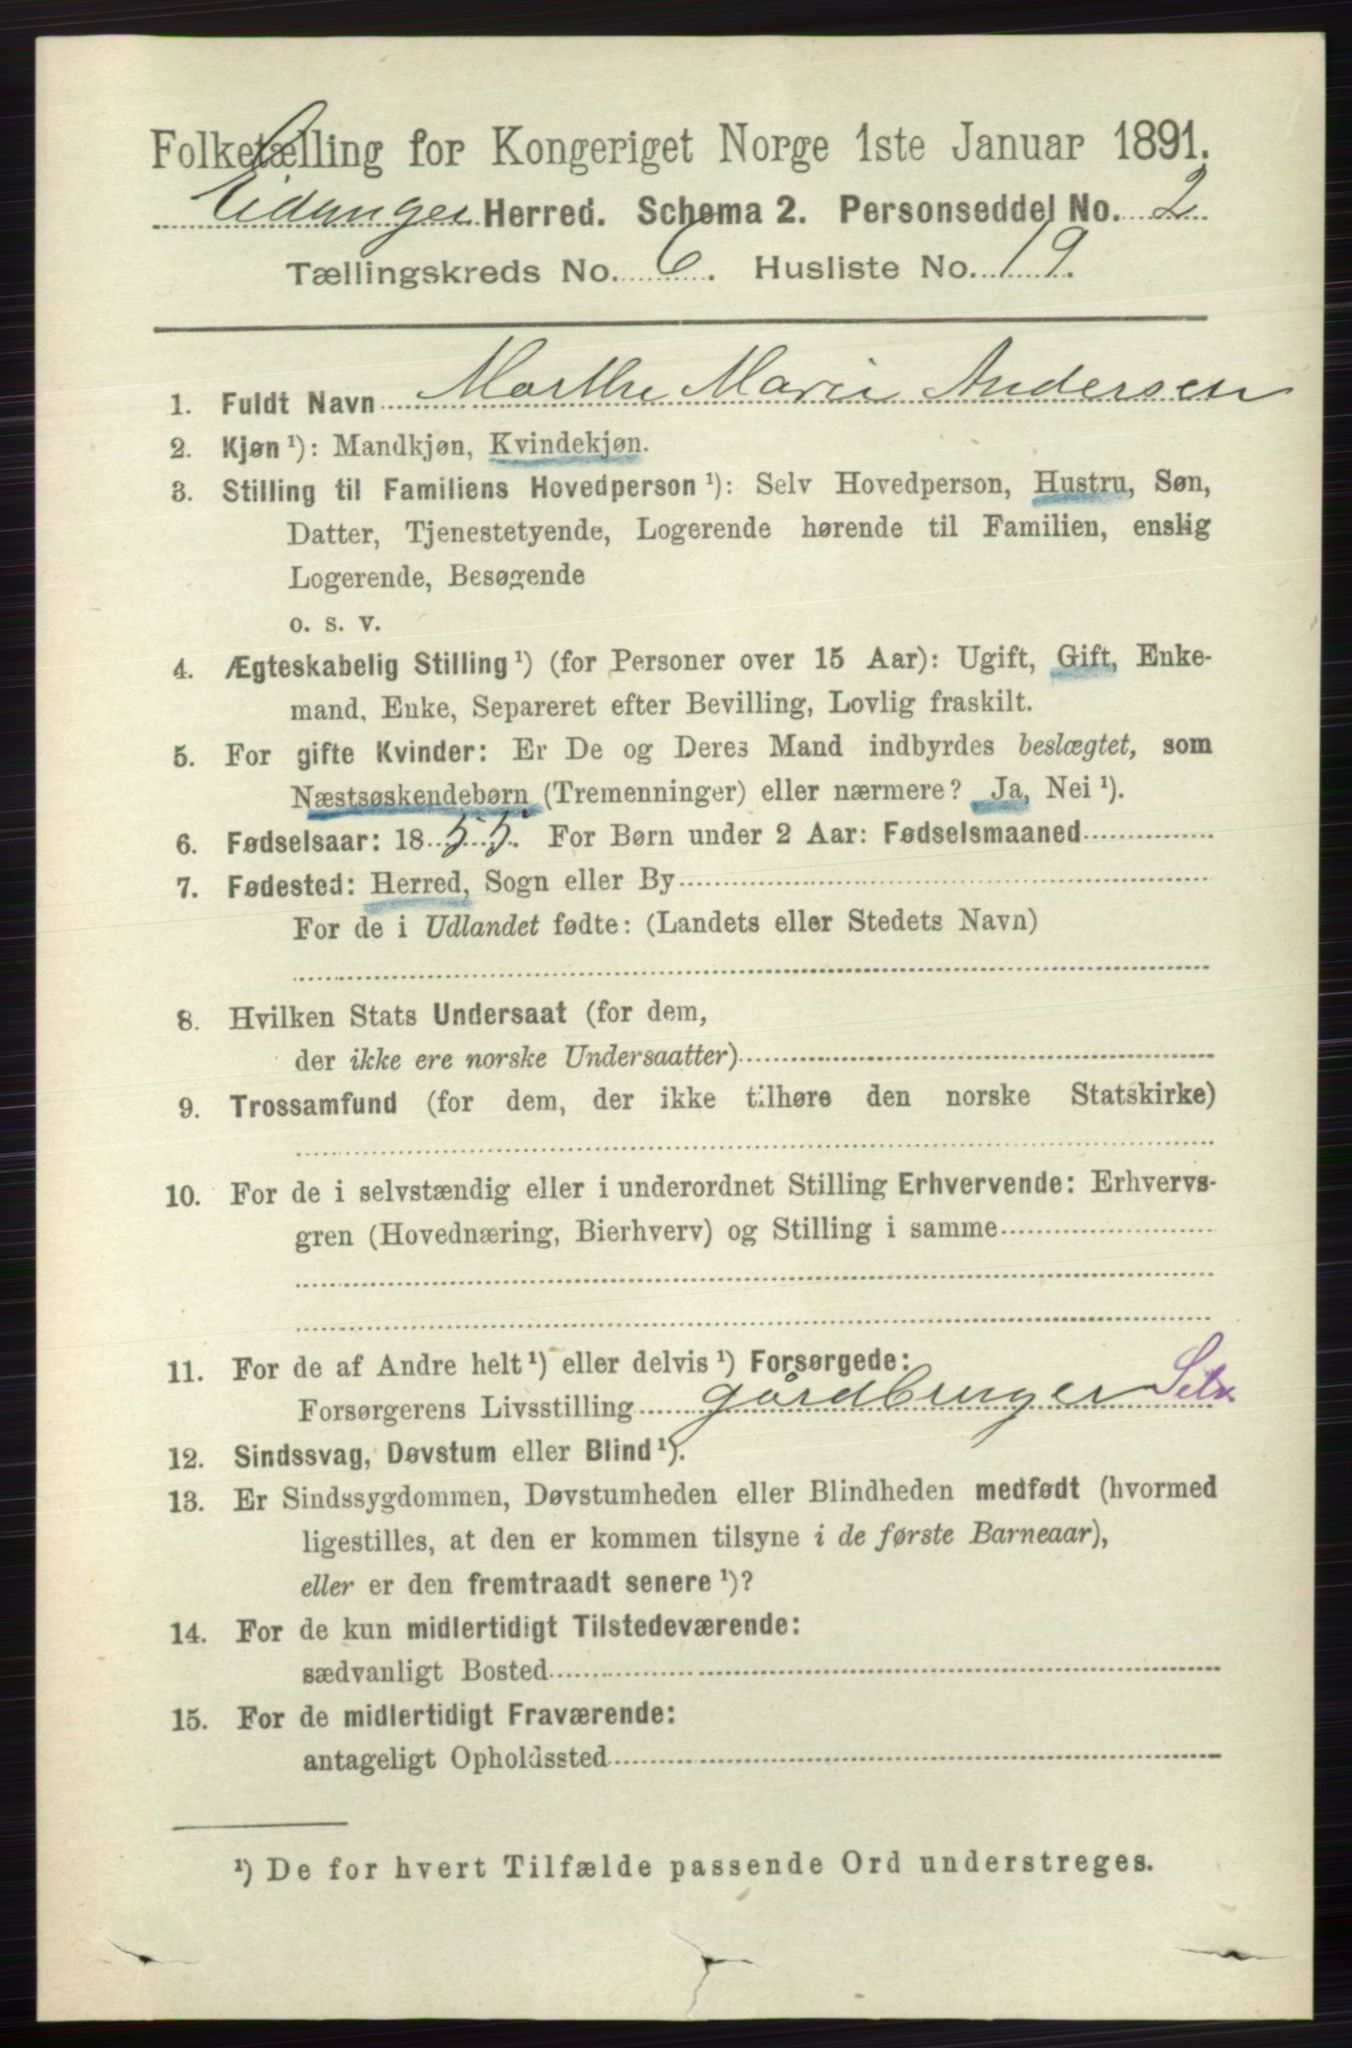 Folketælling for Kongeriget Norge 1ste Januar 1891.
Eidanger Herred. Schema 2. Personseddel No. 2
Tællingskreds No. 6. Husliste No. 19.
1. Fuldt Navn Marthe Marie Andersen
2. Kjøn ¹): Mandkjøn, Kvindekjøn.
3. Stilling til Familiens Hovedperson ¹): Selv Hovedperson, Hustru, Søn,
Datter, Tjenestetyende, Logerende hørende til Familien, enslig
Logerende, Besøgende
o. s. v.
4. Ægteskabelig Stilling ¹) (for Personer over 15 Aar): Ugift, Gift, Enke-
mand, Enke, Separeret efter Bevilling, Lovlig fraskilt.
5. For gifte Kvinder: Er De og Deres Mand indbyrdes beslægtet, som
Næstsøskendebørn (Tremenninger) eller nærmere? Ja, Nei ¹).
6. Fødselsaar: 1855. For Børn under 2 Aar: Fødselsmaaned
7. Fødested: Herred, Sogn eller By
For de i Udlandet fødte: (Landets eller Stedets Navn)
8. Hvilken Stats Undersaat (for dem,
der ikke ere norske Undersaatter)
9. Trossamfund (for dem, der ikke tilhøre den norske Statskirke)
10. For de i selvstændig eller i underordnet Stilling Erhvervende: Erhvervs-
gren (Hovednæring, Bierhverv) og Stilling i samme
11. For de af Andre helt ¹) eller delvis ¹) Forsørgede:
Forsørgerens Livsstilling gårdbruger Selv.
12. Sindssvag, Døvstum eller Blind ¹).
13. Er Sindssygdommen, Døvstumheden eller Blindheden medfødt (hvormed
ligestilles, at den er kommen tilsyne i de første Barneaar),
eller er den fremtraadt senere ¹)?
14. For de kun midlertidigt Tilstedeværende:
sædvanligt Bosted
15. For de midlertidigt Fraværende:
antageligt Opholdssted
¹) De for hvert Tilfælde passende Ord understreges.